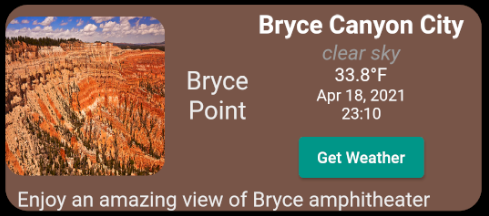 Bryce Canyon City
clear sky
33.8°F
Apr 18, 2021
23:10
Bryce
Point
Get Weather
Enjoy an amazing view of Bryce amphitheater